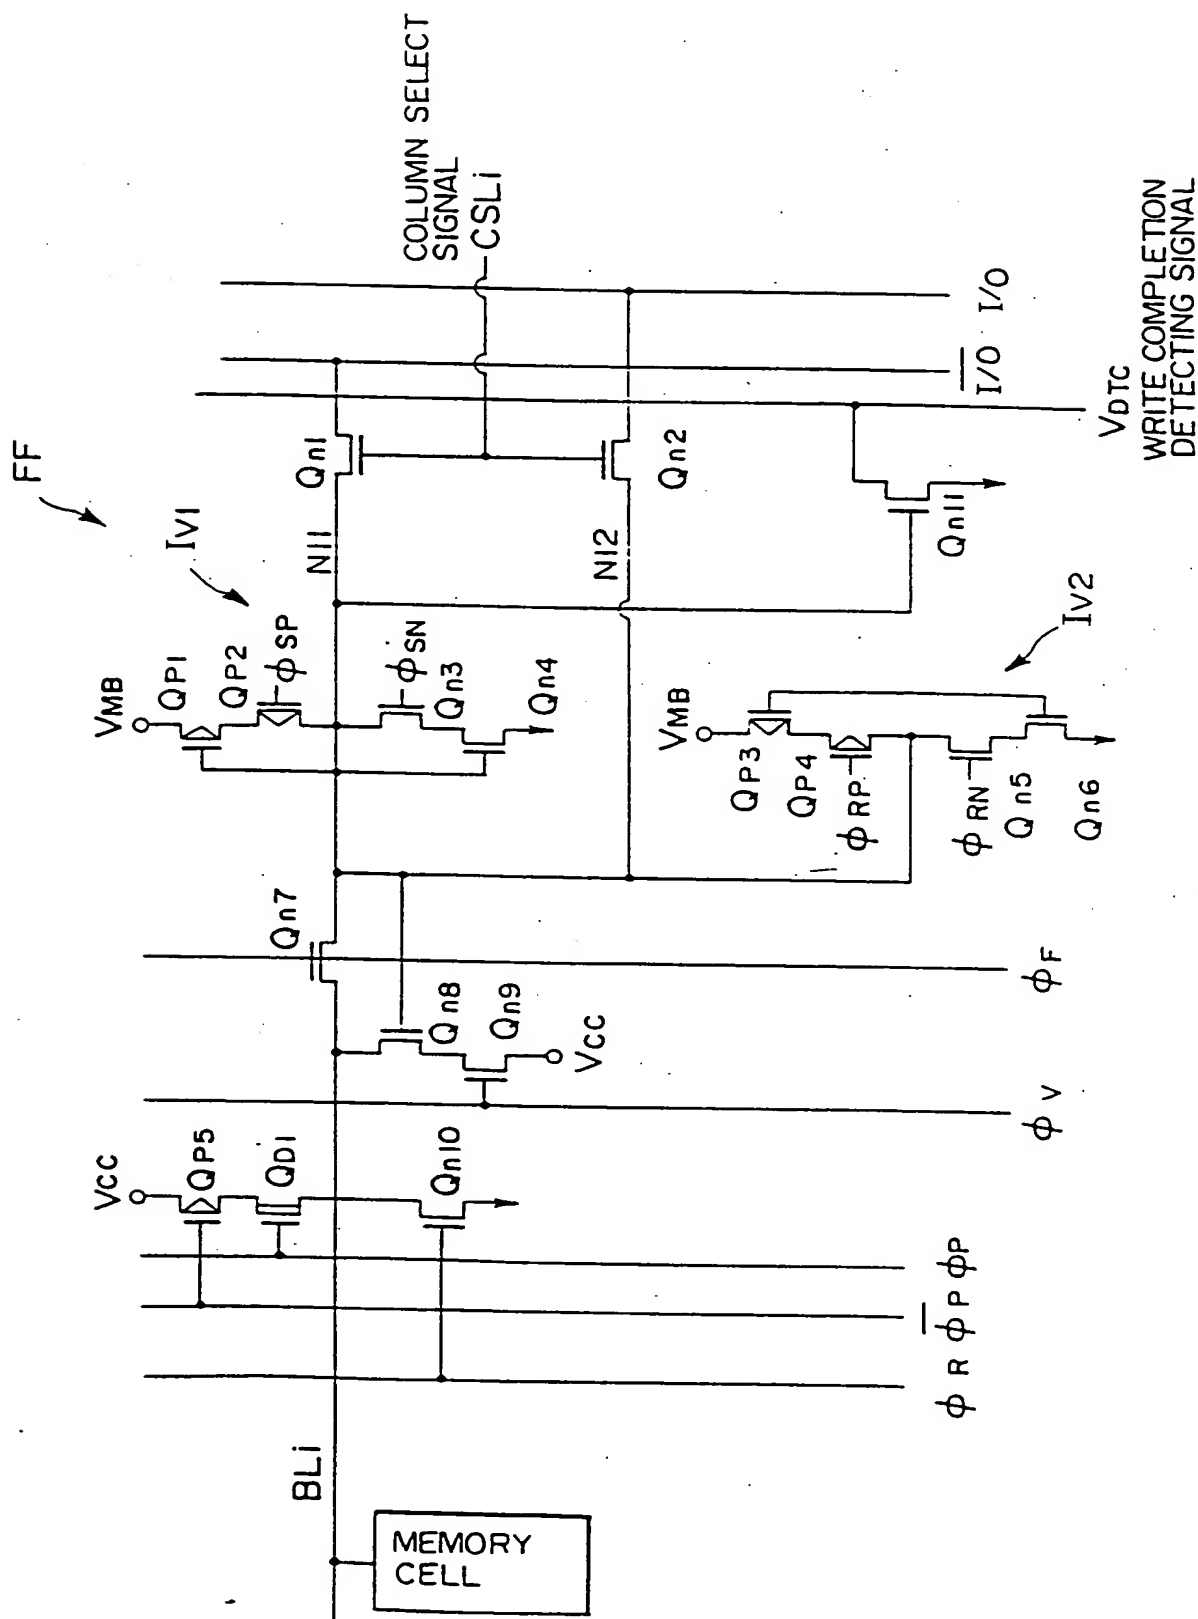 FF
IV1
COLUMN SELECT
SIGNAL
CSLi
VMB
QP1
QP2
ϕSP
ϕSN
Qn3
Qn4
N11
Qn1
N12
Qn2
Qn7
VCC
QP5
QD1
Qn10
Qn8
Qn9
VCC
BLi
MEMORY
CELL
VMB
QP3
QP4
ϕRP
ϕRN
Qn5
Qn6
IV2
Qn11
ϕR
ϕ̅P̅
ϕP
ϕV
ϕF
VDTC
WRITE COMPLETION
DETECTING SIGNAL
I̅/̅O̅
I/O